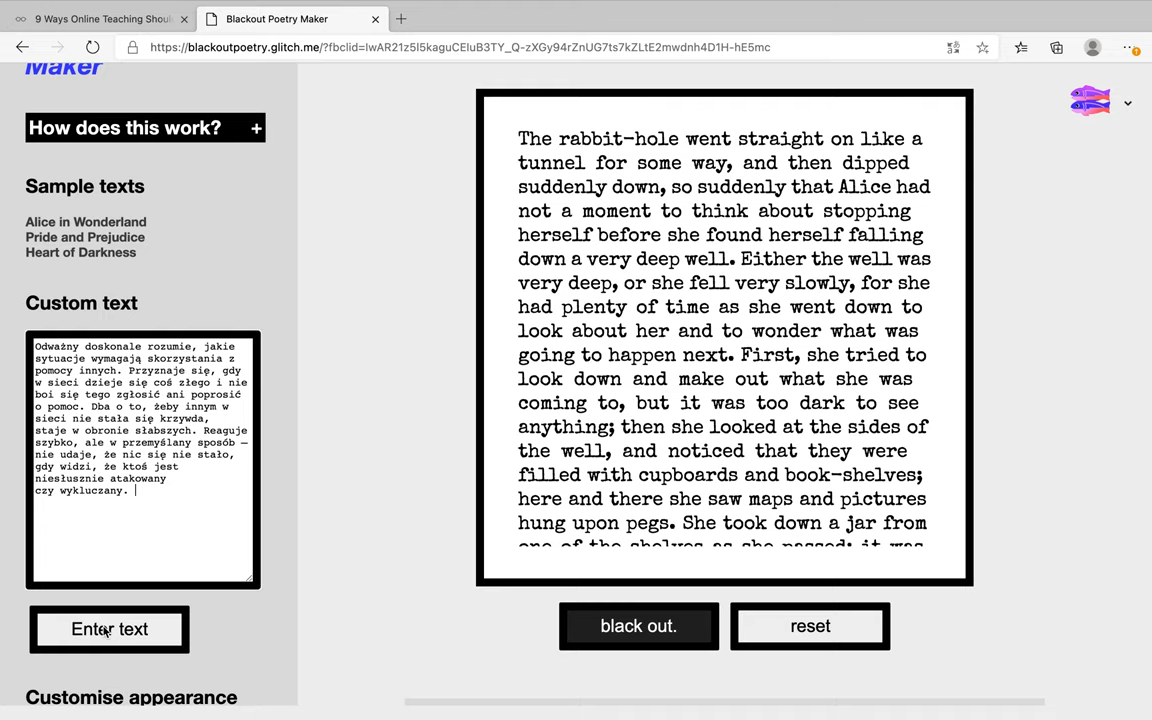 9 Ways Online Teaching Shoul
Blackout Poetry Maker
https://blackoutpoetry.glitch.me/?fbclid=IwAR21z5I5kaguCEluB3TY_Q-zXGy94rZnUG7ts7kZLtE2mwdnh4D1H-hE5mc
Maker
How does this work? +
Sample texts
Alice in Wonderland
Pride and Prejudice
Heart of Darkness
Custom text
Odważny doskonale rozumie, jakie
sytuacje wymagają skorzystania z
pomocy innych. Przyznaje się, gdy
w sieci dzieje się coś złego i nie
boi się tego zgłosić ani poprosić
o pomoc. Dba o to, żeby innym w
sieci nie stała się krzywda,
staje w obronie słabszych. Reaguje
szybko, ale w przemyślany sposób –
nie udaje, że nic się nie stało,
gdy widzi, że ktoś jest
niesłusznie atakowany
czy wykluczany.
Enter text
Customise appearance
The rabbit-hole went straight on like a
tunnel for some way, and then dipped
suddenly down, so suddenly that Alice had
not a moment to think about stopping
herself before she found herself falling
down a very deep well. Either the well was
very deep, or she fell very slowly, for she
had plenty of time as she went down to
look about her and to wonder what was
going to happen next. First, she tried to
look down and make out what she was
coming to, but it was too dark to see
anything; then she looked at the sides of
the well, and noticed that they were
filled with cupboards and book-shelves;
here and there she saw maps and pictures
hung upon pegs. She took down a jar from
one of the shelves as she passed; it was
black out.
reset